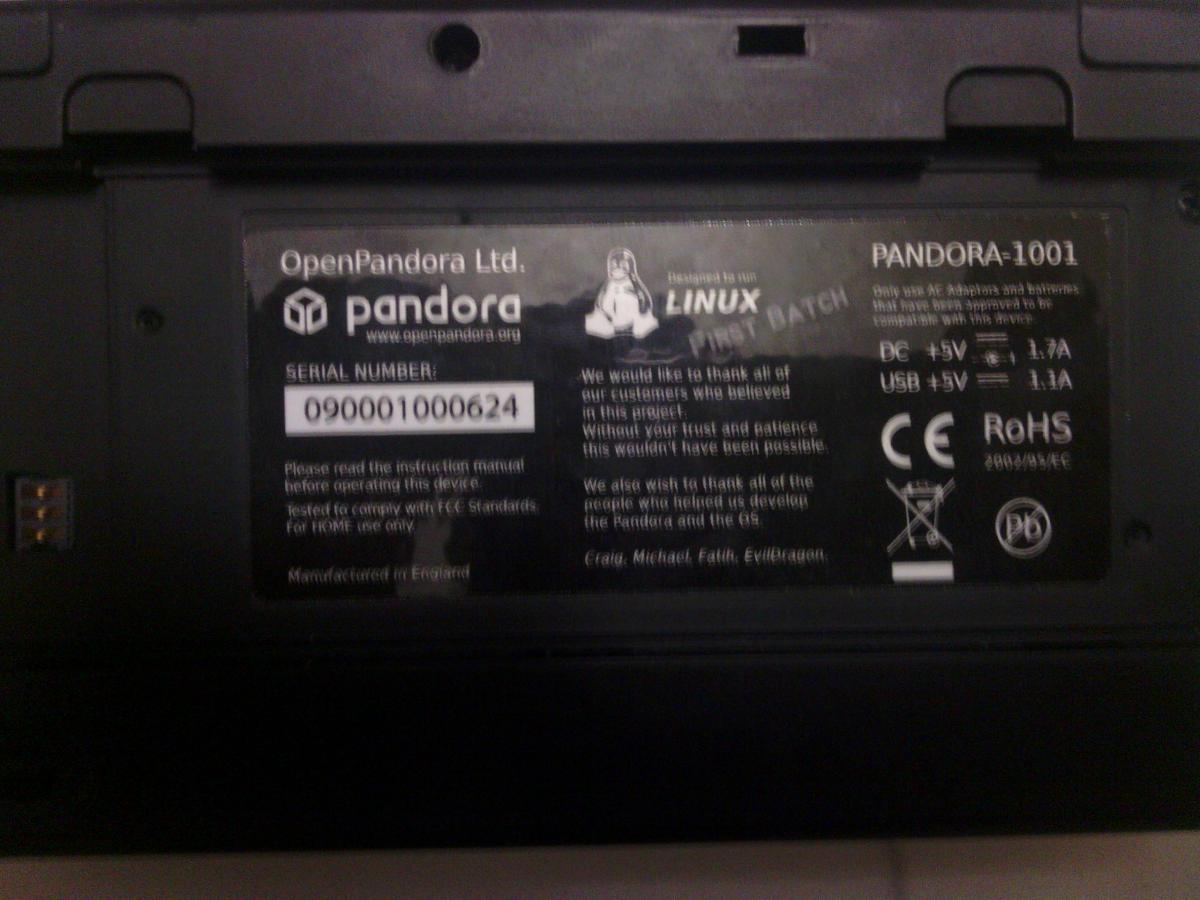 OpenPandora Ltd.
pandora
www.openpandora.org
SERIAL NUMBER:
090001000624
Please read the instruction manual
before operating this device.
Tested to comply with FCC Standards.
For HOME use only.
Manufactured in England
Designed to run
LINUX
FIRST BATCH
We would like to thank all of
our customers who believed
in this project.
Without your trust and patience
this wouldn't have been possible.
We also wish to thank all of the
people who helped us develop
the Pandora and the OS.
Craig, Michael, Fatih, EvilDragon.
PANDORA-1001
Only use AC Adaptors and batteries
that have been approved to be
compatible with this device.
DC +5V 1.7A
USB +5V 1.1A
CE RoHS
2002/95/EC
Pb